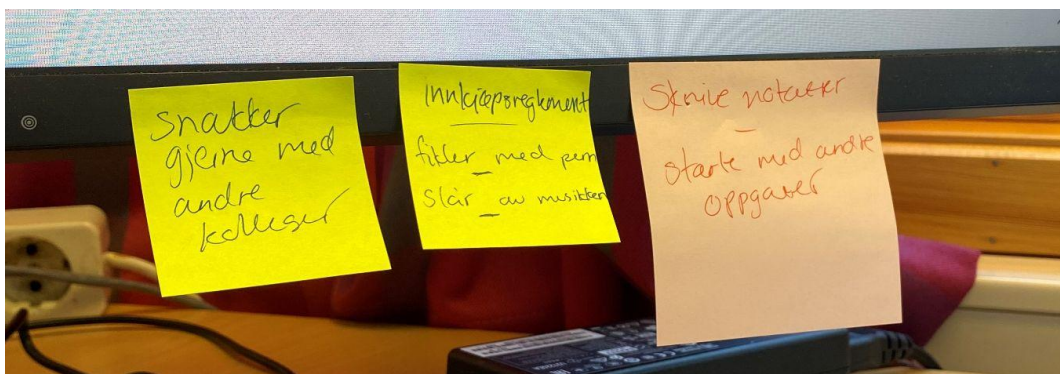 Snakker
gjerne med
andre
kolleger
Innkjøpsreglement
fikler med penn
Slår av musikken
Skrive notater
starte med andre
oppgaver